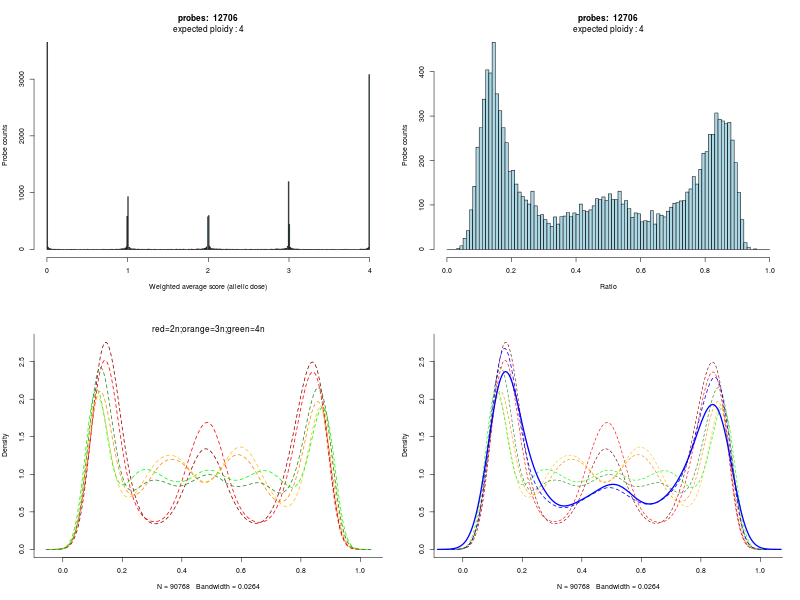 probes: 12706
expected ploidy : 4
Probe counts
3000
2000
1000
0
0 1 2 3 4
Weighted average score (allelic dose)
probes: 12706
expected ploidy : 4
Probe counts
400
300
200
100
0
0.0 0.2 0.4 0.6 0.8 1.0
Ratio
red=2n;orange=3n;green=4n
Density
2.5
2.0
1.5
1.0
0.5
0.0
0.0 0.2 0.4 0.6 0.8 1.0
N = 90768 Bandwidth = 0.0264
Density
2.5
2.0
1.5
1.0
0.5
0.0
0.0 0.2 0.4 0.6 0.8 1.0
N = 90768 Bandwidth = 0.0264